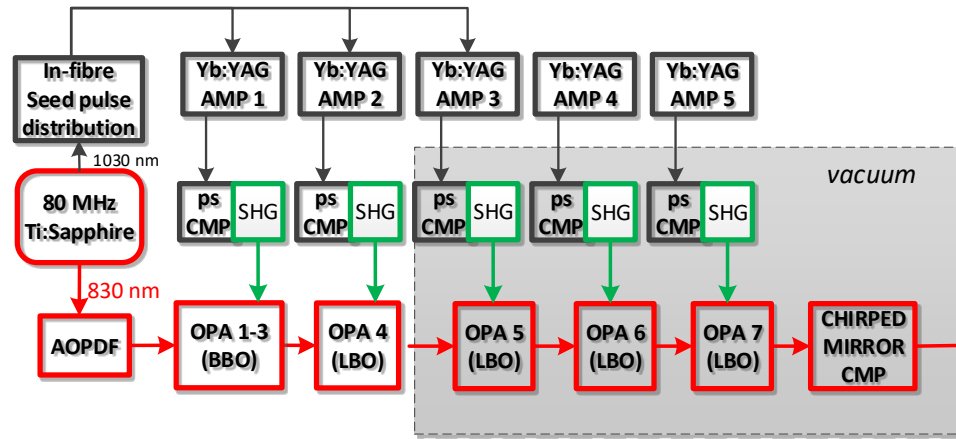 In-fibre
Seed pulse
distribution
Yb:YAG
AMP 1
Yb:YAG
AMP 2
Yb:YAG
AMP 3
Yb:YAG
AMP 4
Yb:YAG
AMP 5
1030 nm
vacuum
80 MHz
Ti:Sapphire
ps
CMP
SHG
ps
CMP
SHG
ps
CMP
SHG
ps
CMP
SHG
ps
CMP
SHG
830 nm
AOPDF
OPA 1-3
(BBO)
OPA 4
(LBO)
OPA 5
(LBO)
OPA 6
(LBO)
OPA 7
(LBO)
CHIRPED
MIRROR
CMP